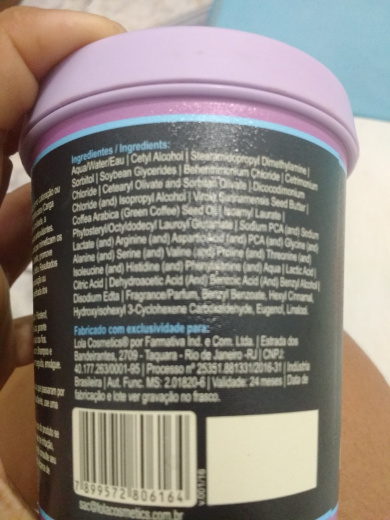 Ingredientes / Ingredients:
Aqua/Water/Eau | Cetyl Alcohol | Stearamidopropyl Dimethylamine |
Sorbitol | Soybean Glycerides | Behentrimonium Chloride | Cetrimonium
Chloride | Cetearyl Olivate and Sorbitan Olivate | Dicocodimonium
Chloride (and) Isopropyl Alcohol | Virola Surinamensis Seed Butter |
Coffea Arabica (Green Coffee) Seed Oil | Isoamyl Laurate |
Phytosteryl/Octyldodecyl Lauroyl Glutamate | Sodium PCA (and) Sodium
Lactate (and) Arginine (and) Aspartic Acid (and) PCA (and) Glycine (and)
Alanine (and) Serine (and) Valine (and) Proline (and) Threonine (and)
Isoleucine (and) Histidine (and) Phenylalanine (and) Aqua | Lactic Acid |
Citric Acid | Dehydroacetic Acid (And) Benzoic Acid (And) Benzyl Alcohol |
Disodium Edta | Fragrance/Parfum, Benzyl Benzoate, Hexyl Cinnamal,
Hydroxyisohexyl 3-Cyclohexene Carboxaldehyde, Eugenol, Linalool.
Fabricado com exclusividade para:
Lola Cosmetics® por Farmativa Ind. e Com. Ltda | Estrada dos
Bandeirantes, 2709 - Taquara - Rio de Janeiro -RJ | CNPJ:
40.177.263/0001-95 | Processo nº 25351.881331/2016-31 | Indústria
Brasileira | Aut. Func. MS: 2.01820-6 | Validade: 24 meses | Data de
fabricação e lote ver gravação no frasco.
7 899572 806164
v.001/16
sac@lolacosmetics.com.br